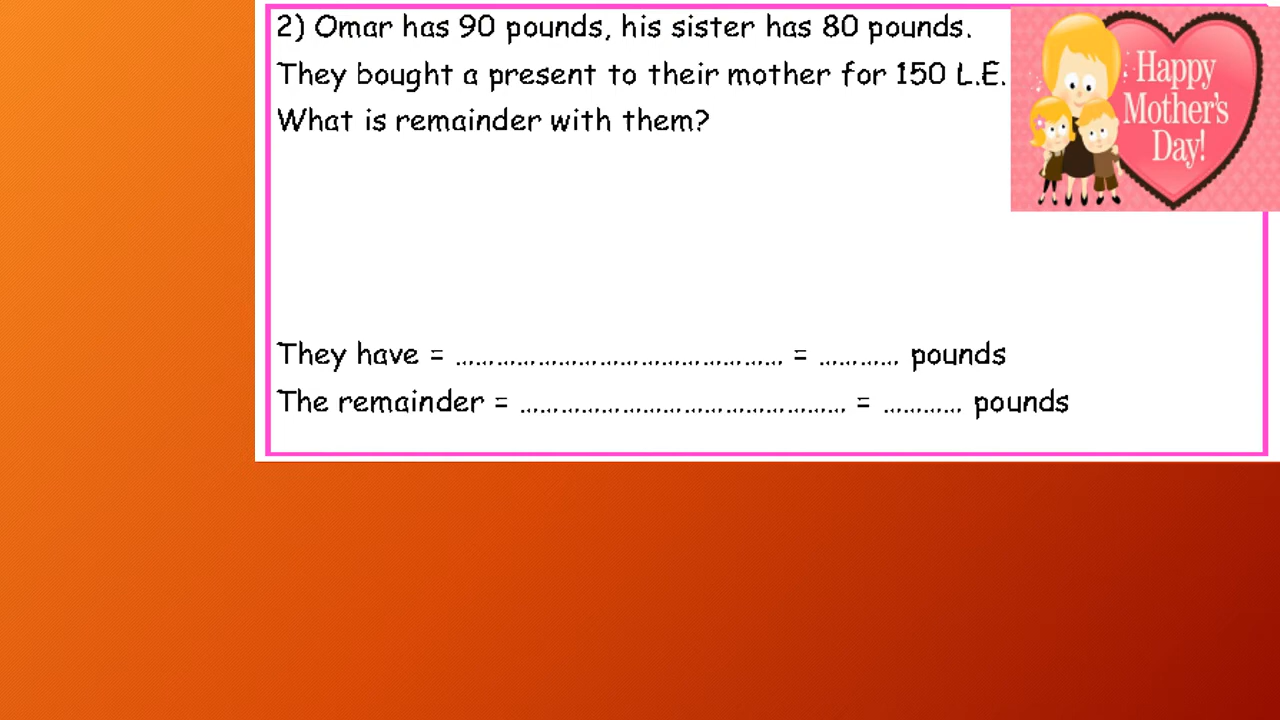 2) Omar has 90 pounds, his sister has 80 pounds.
They bought a present to their mother for 150 L.E.
What is remainder with them?
Happy
Mother's
Day!
They have = ................................................ = ............ pounds
The remainder = ................................................ = ............ pounds